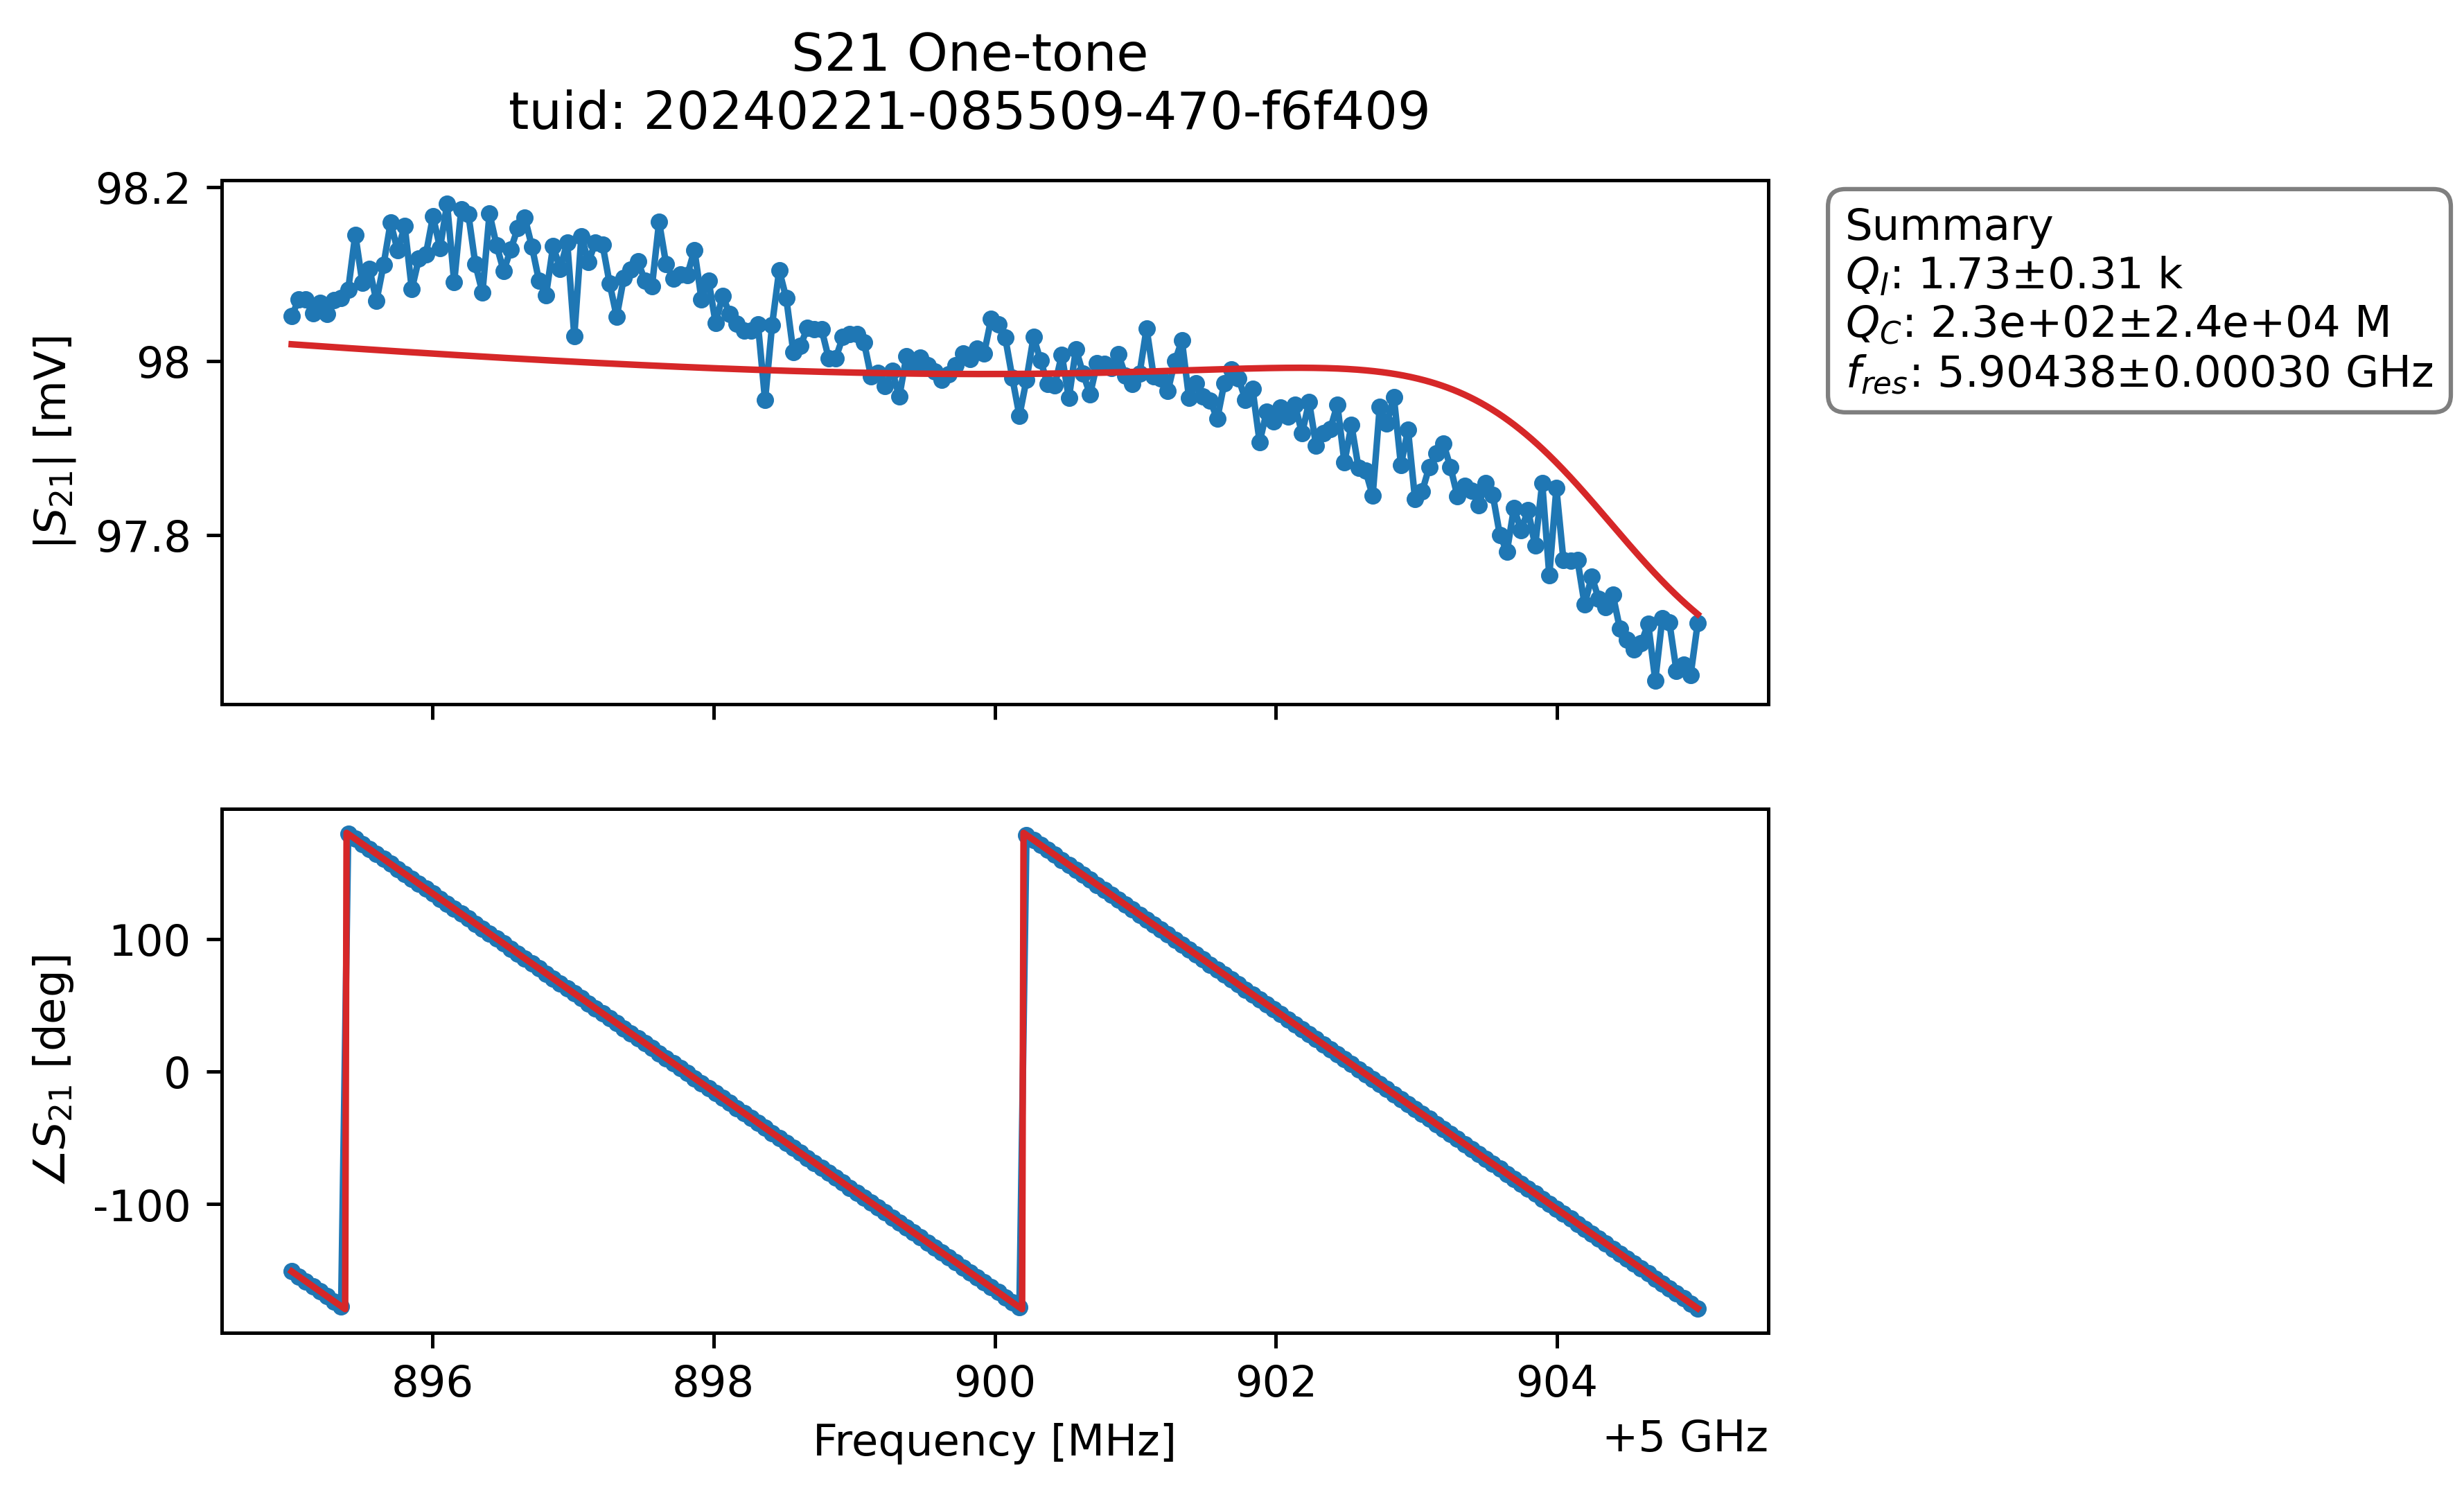 S21 One-tone
tuid: 20240221-085509-470-f6f409
98.2
98
97.8
|S21| [mV]
Summary
Ql: 1.73±0.31 k
QC: 2.3e+02±2.4e+04 M
fres: 5.90438±0.00030 GHz
100
0
-100
∠S21 [deg]
896 898 900 902 904
Frequency [MHz]
+5 GHz